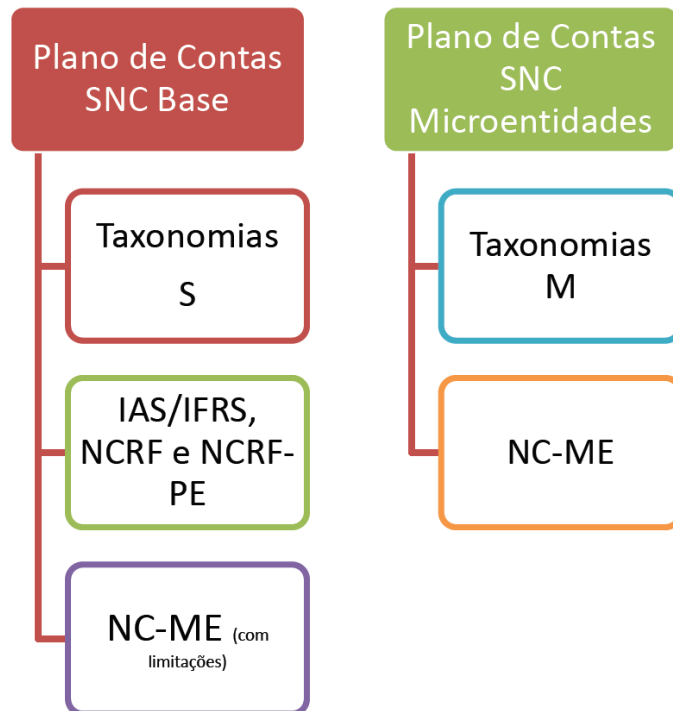 Plano de Contas
SNC Base
Taxonomias
S
IAS/IFRS,
NCRF e NCRF-
PE
NC-ME (com
limitações)
Plano de Contas
SNC
Microentidades
Taxonomias
M
NC-ME